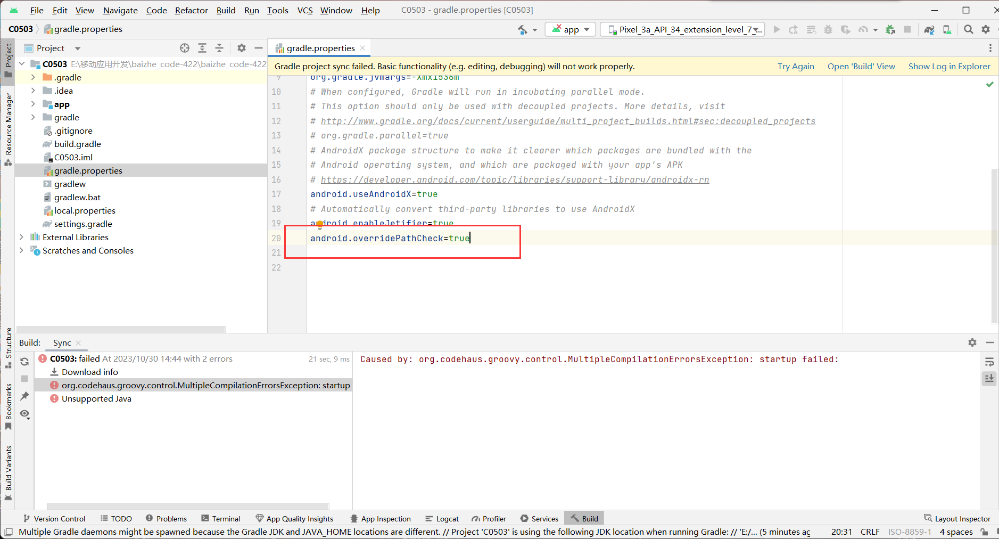 File Edit View Navigate Code Refactor Build Run Tools VCS Window Help C0503 - gradle.properties [C0503]
C0503 gradle.properties app Pixel_3a_API_34_extension_level_7_...
Project
Resource Manager
Structure
Bookmarks
Build Variants
Project
C0503 E:\移动应用开发\baizhe_code-422\baizhe_code-422\
.gradle
.idea
app
gradle
.gitignore
build.gradle
C0503.iml
gradle.properties
gradlew
gradlew.bat
local.properties
settings.gradle
External Libraries
Scratches and Consoles
gradle.properties
Gradle project sync failed. Basic functionality (e.g. editing, debugging) will not work properly. Try Again Open 'Build' View Show Log in Explorer
9 org.gradle.jvmargs=-Xmx1536m
10 # When configured, Gradle will run in incubating parallel mode.
11 # This option should only be used with decoupled projects. More details, visit
12 # http://www.gradle.org/docs/current/userguide/multi_project_builds.html#sec:decoupled_projects
13 # org.gradle.parallel=true
14 # AndroidX package structure to make it clearer which packages are bundled with the
15 # Android operating system, and which are packaged with your app's APK
16 # https://developer.android.com/topic/libraries/support-library/androidx-rn
17 android.useAndroidX=true
18 # Automatically convert third-party libraries to use AndroidX
19 android.enableJetifier=true
20 android.overridePathCheck=true
21
22
Build: Sync
C0503: failed At 2023/10/30 14:44 with 2 errors 21 sec, 9 ms
Download info
org.codehaus.groovy.control.MultipleCompilationErrorsException: startup
Unsupported Java
Caused by: org.codehaus.groovy.control.MultipleCompilationErrorsException: startup failed:
Version Control TODO Problems Terminal App Quality Insights App Inspection Logcat Profiler Services Build Layout Inspector
Multiple Gradle daemons might be spawned because the Gradle JDK and JAVA_HOME locations are different. // Project 'C0503' is using the following JDK location when running Gradle: // 'E:/... (5 minutes ag 20:31 CRLF ISO-8859-1 4 spaces